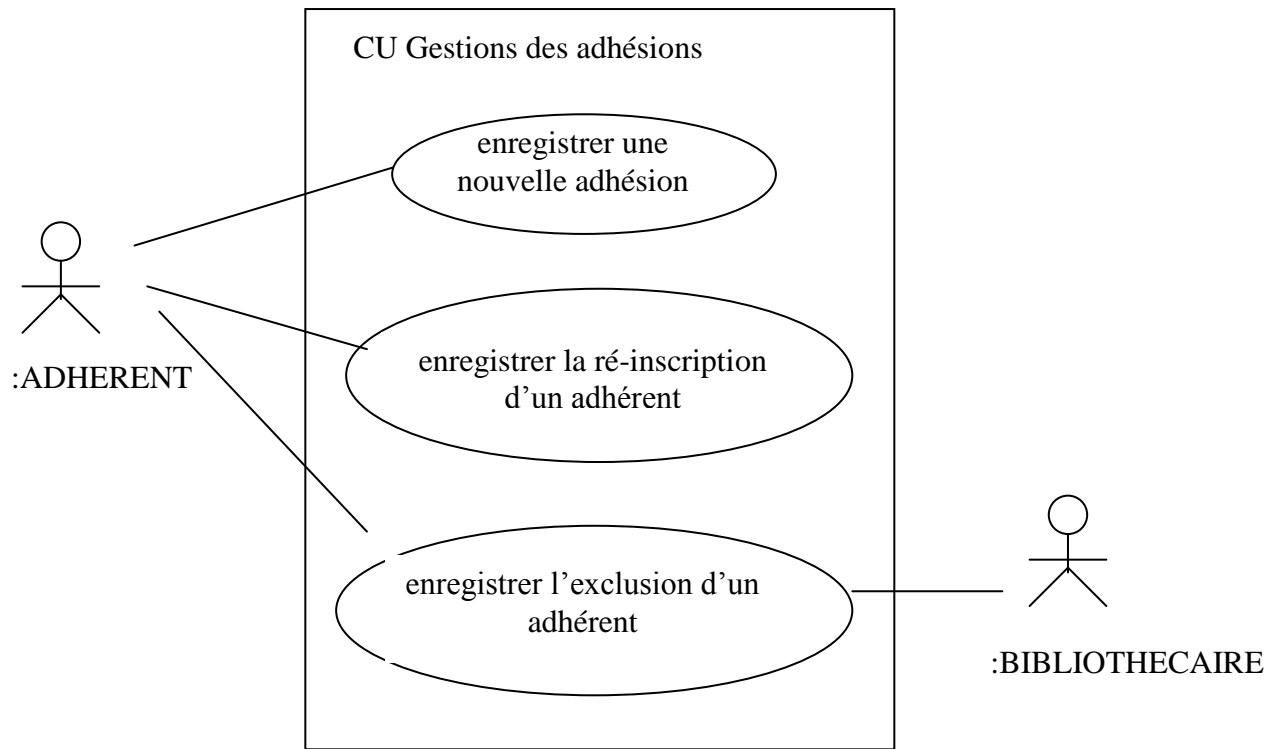 CU Gestions des adhésions
enregistrer une
nouvelle adhésion
:ADHERENT
enregistrer la ré-inscription
d’un adhérent
enregistrer l’exclusion d’un
adhérent
:BIBLIOTHECAIRE